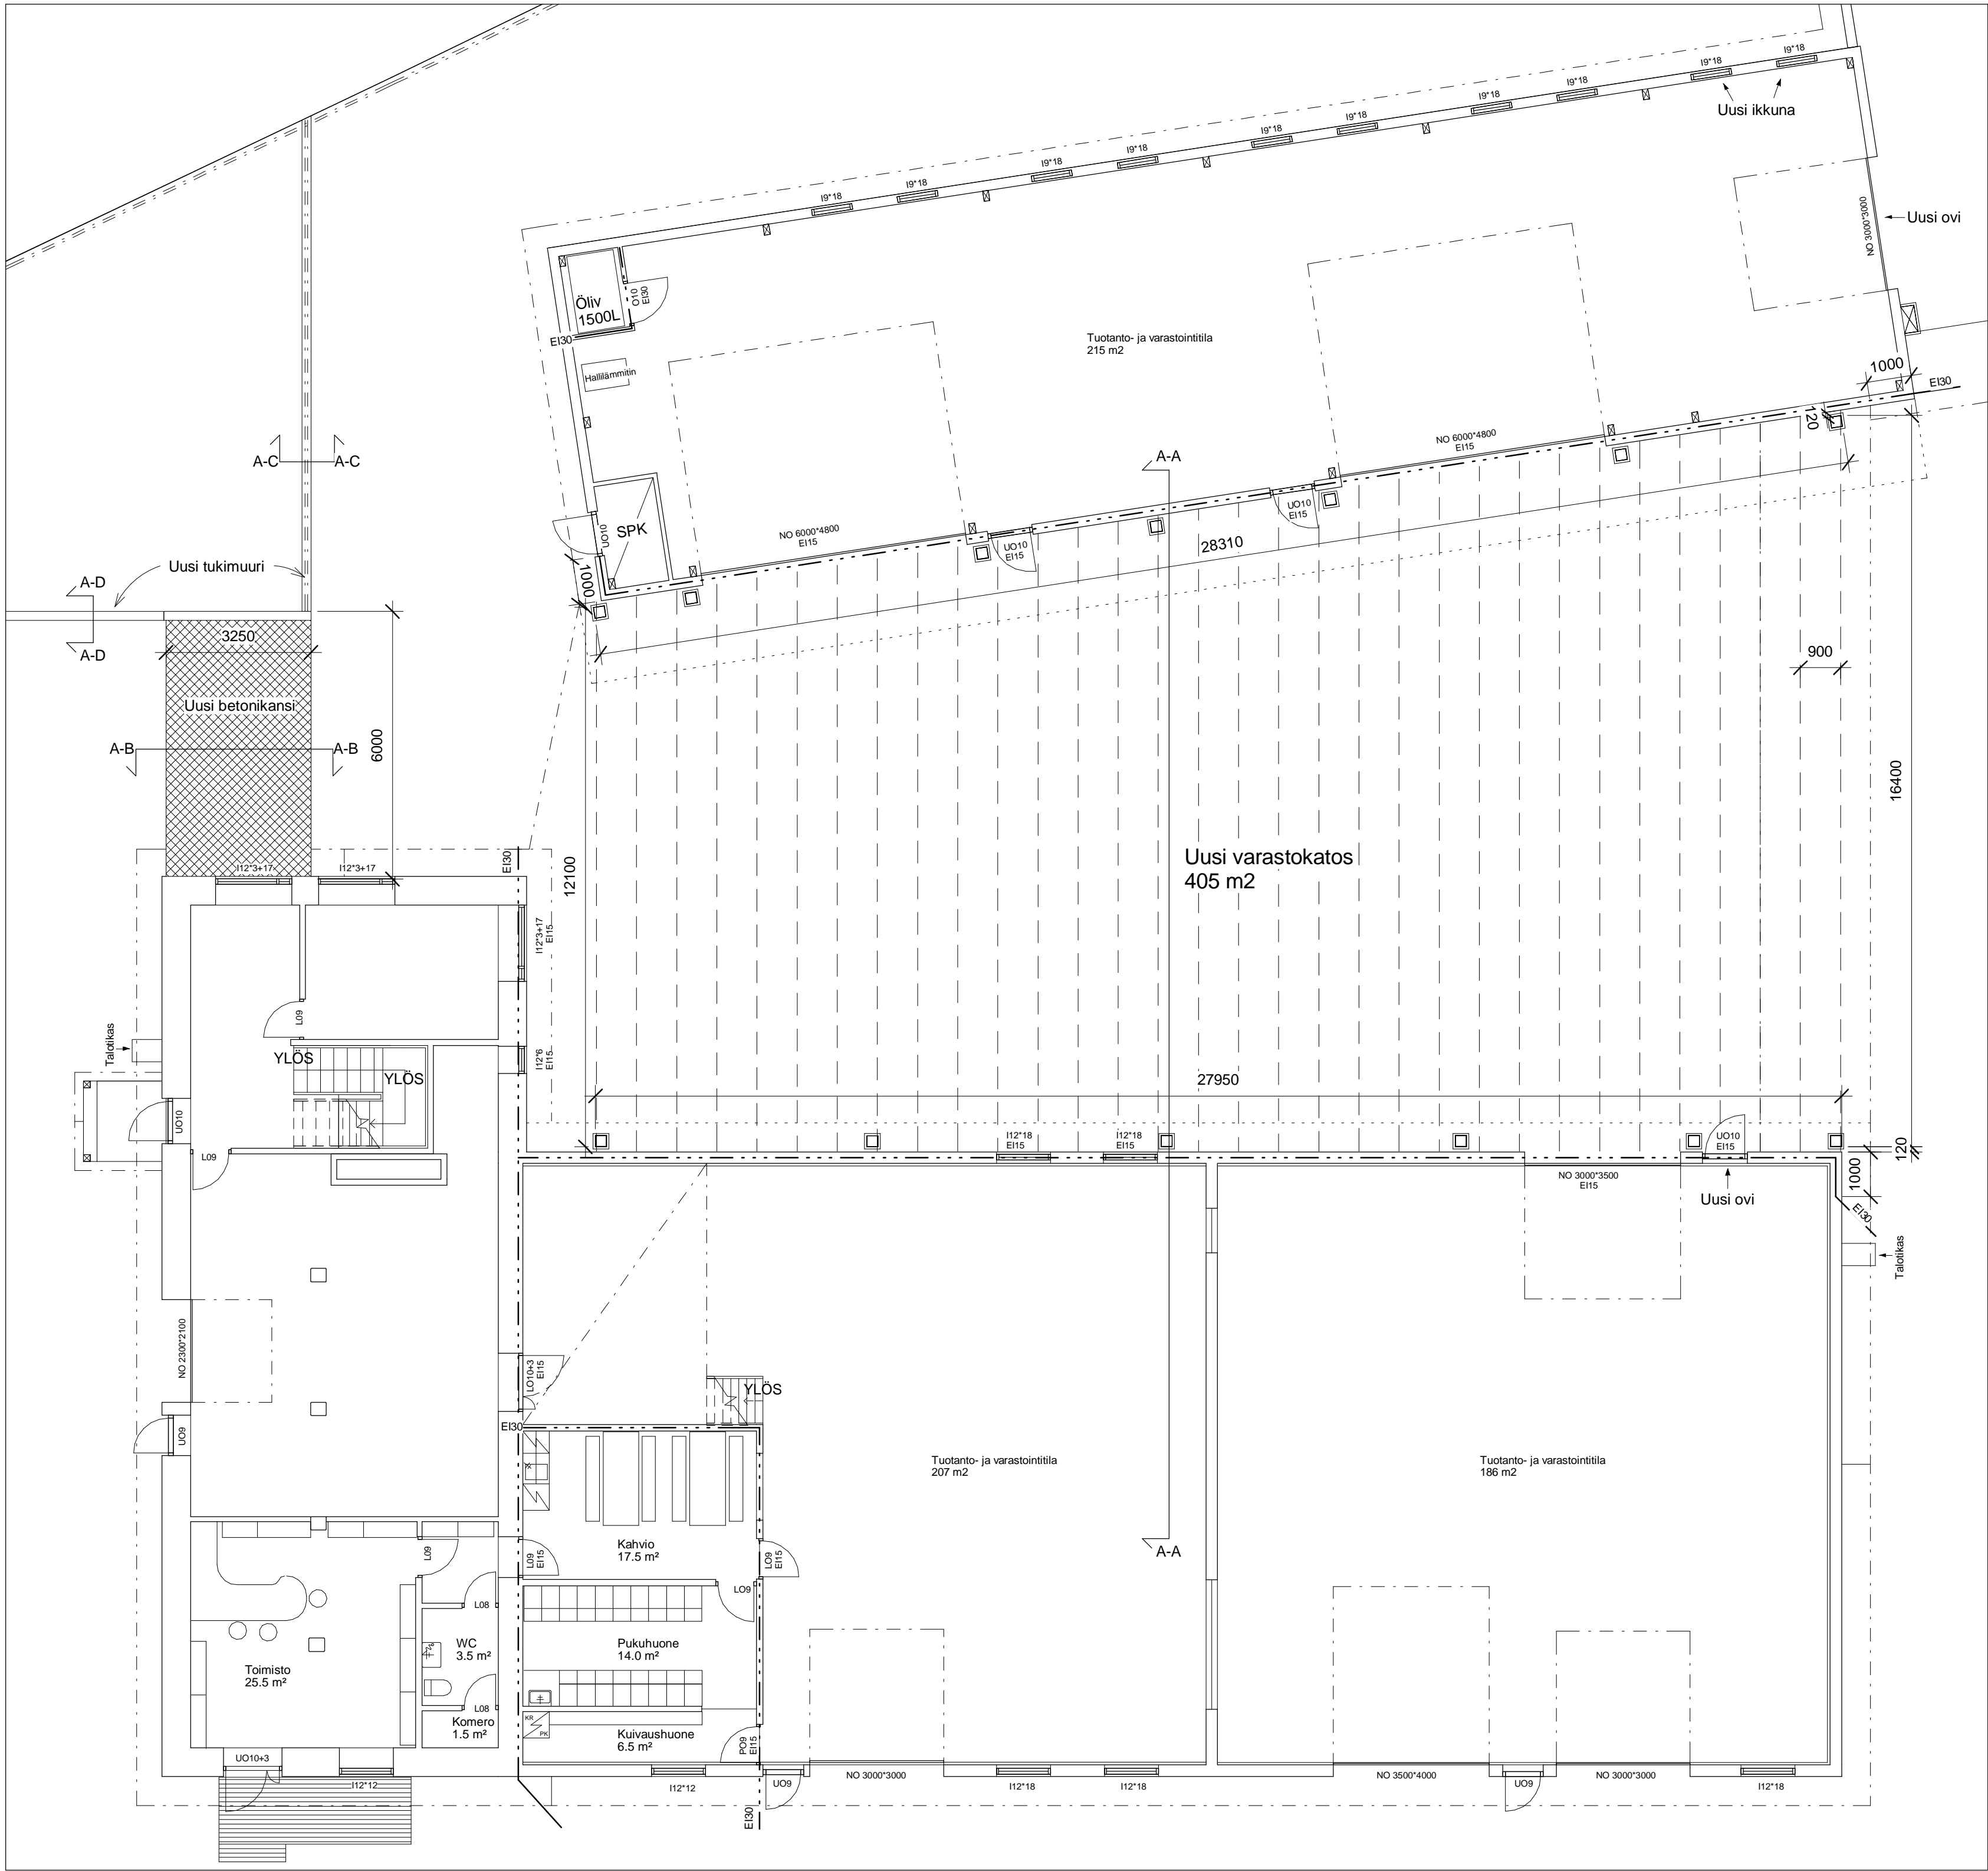 I9*18
I9*18
I9*18
I9*18
I9*18
I9*18
I9*18
I9*18
I9*18
I9*18
Uusi ikkuna
NO 3000*3000
Uusi ovi
Öliv
1500L
O10
EI30
EI30
Hallilämmitin
Tuotanto- ja varastointitila
215 m2
1000
EI30
120
NO 6000*4800
EI15
A-C
A-C
A-A
UO10
EI15
SPK
UO10
NO 6000*4800
EI15
UO10
EI15
28310
1000
Uusi tukimuuri
A-D
A-D
3250
900
Uusi betonikansi
6000
A-B
A-B
16400
Uusi varastokatos
405 m2
12100
EI30
I12*3+17
I12*3+17
I12*3+17
EI15
L09
Talotikas
YLÖS
YLÖS
I12*6
EI15
27950
UO10
L09
I12*18
EI15
I12*18
EI15
UO10
EI15
120
1000
NO 3000*3500
EI15
Uusi ovi
EI30
Talotikas
NO 2300*2100
LO10+3
EI15
YLÖS
EI30
UO9
Tuotanto- ja varastointitila
207 m2
Tuotanto- ja varastointitila
186 m2
Kahvio
17.5 m²
L09
L09
EI15
LO9
EI15
A-A
LO9
L08
WC
3.5 m²
Pukuhuone
14.0 m²
Toimisto
25.5 m²
L08
Komero
1.5 m²
KR
PK
Kuivaushuone
6.5 m²
PO9
EI15
UO10+3
I12*12
I12*12
UO9
NO 3000*3000
I12*18
I12*18
NO 3500*4000
UO9
NO 3000*3000
I12*18
EI30